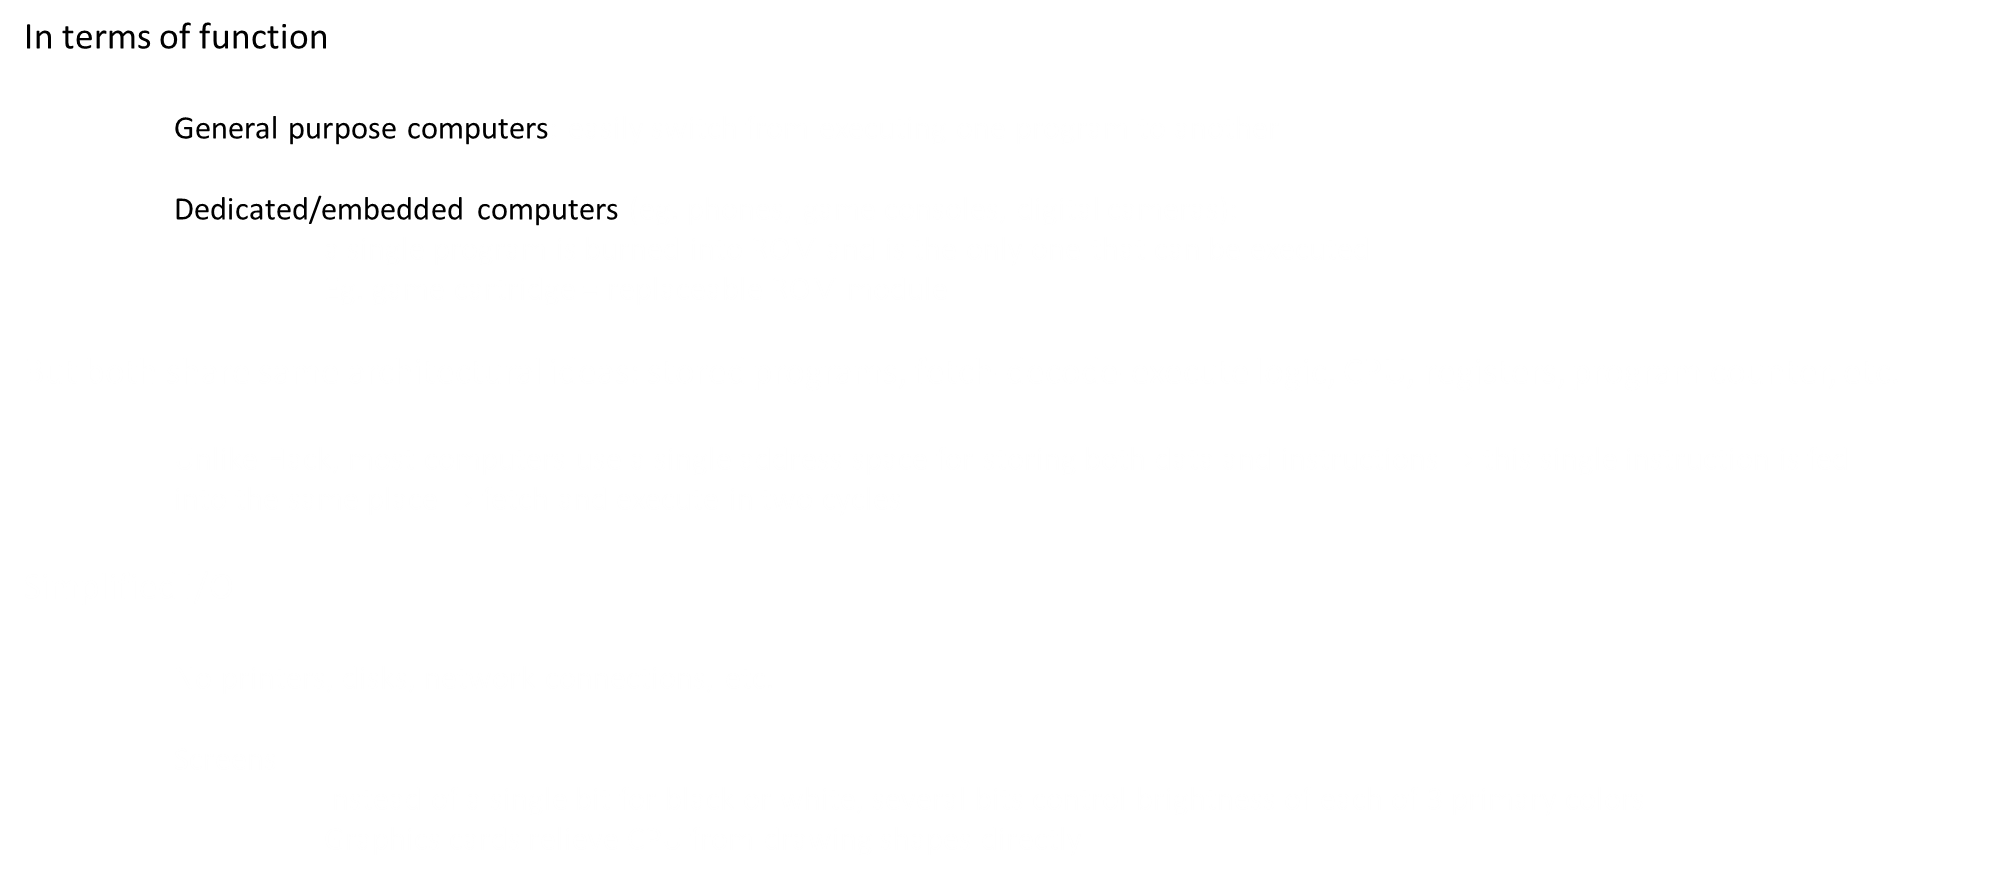 In terms of function
General purpose computers
Dedicated/embedded computers